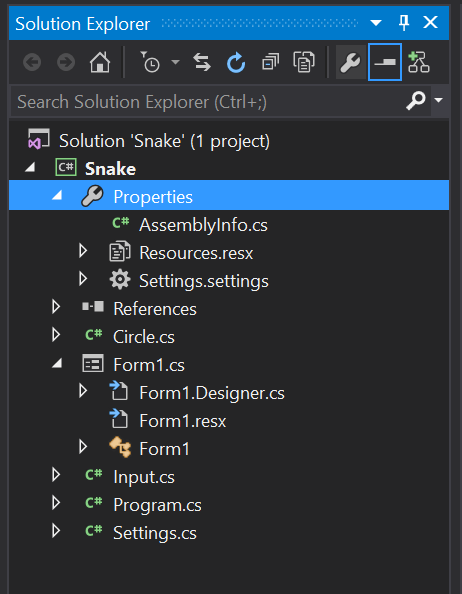 Solution Explorer
Search Solution Explorer (Ctrl+;)
Solution 'Snake' (1 project)
C# Snake
Properties
C# AssemblyInfo.cs
Resources.resx
Settings.settings
References
C# Circle.cs
Form1.cs
Form1.Designer.cs
Form1.resx
Form1
C# Input.cs
C# Program.cs
C# Settings.cs